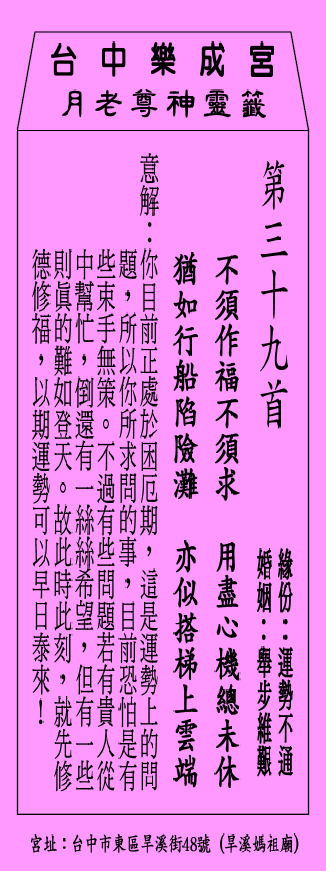 台中樂成宮
月老尊神靈籤
第三十九首
不須作福不須求　用盡心機總未休
猶如行船陷險灘　亦似搭梯上雲端
緣份：運勢不通
婚姻：舉步維艱
意解：你目前正處於困厄期，這是運勢上的問
題，所以你所求問的事，目前恐怕是有
些束手無策。不過有些問題若有貴人從
中幫忙，倒還有一絲絲希望，但有一些
則真的難如登天。故此時此刻，就先修
德修福，以期運勢可以早日泰來！
宮址：台中市東區旱溪街48號（旱溪媽祖廟）